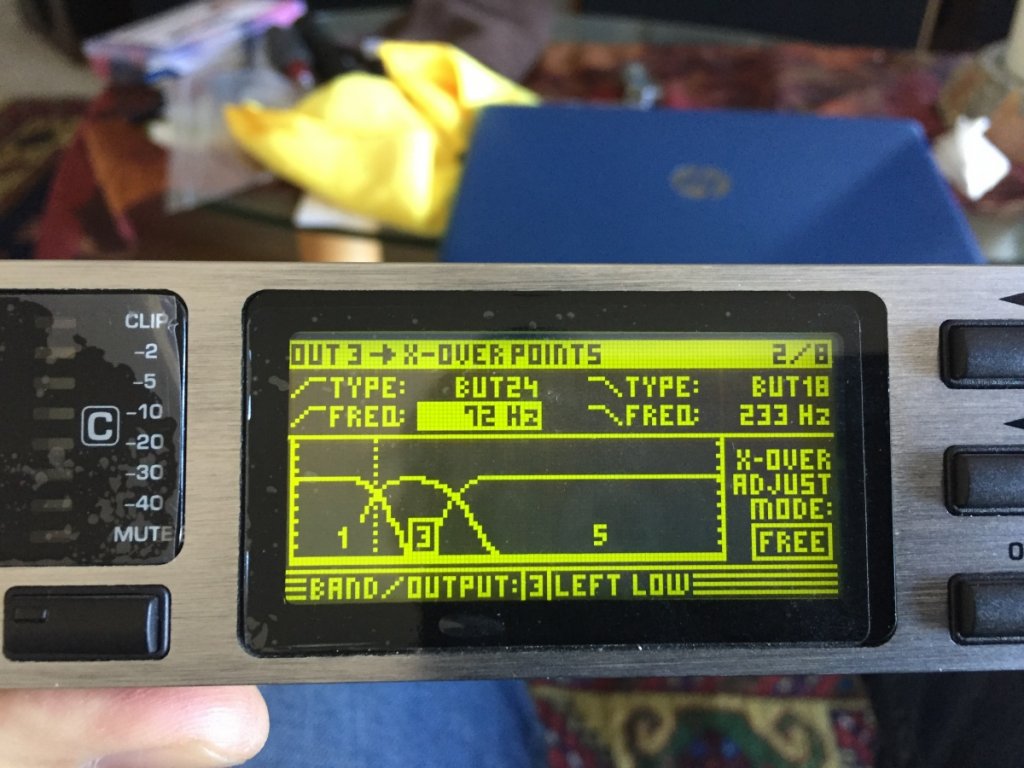 CLIP
-2
-5
C -10
-20
-30
-40
MUTE
OUT 3 → X-OVER POINTS 2/8
TYPE: BUT24 TYPE: BUT18
FREQ: 72 Hz FREQ: 233 Hz
X-OVER
ADJUST
MODE:
FREE
1 3 5
BAND/OUTPUT: 3 LEFT LOW